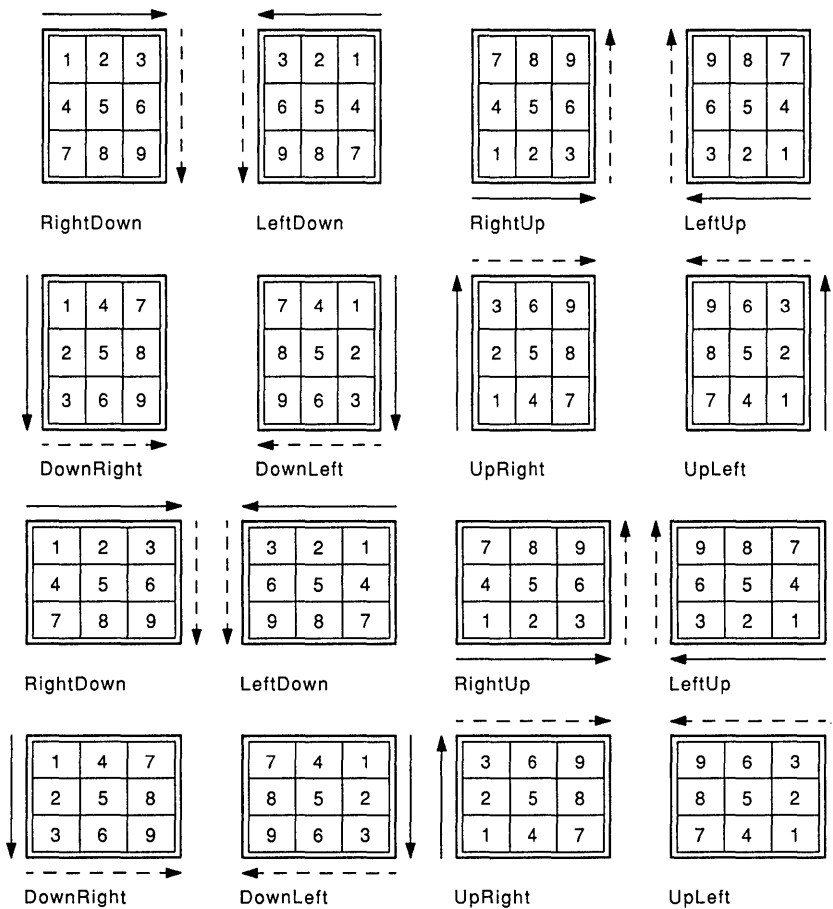 1 2 3 3 2 1 7 8 9 9 8 7
4 5 6 6 5 4 4 5 6 6 5 4
7 8 9 9 8 7 1 2 3 3 2 1
RightDown LeftDown RightUp LeftUp
1 4 7 7 4 1 3 6 9 9 6 3
2 5 8 8 5 2 2 5 8 8 5 2
3 6 9 9 6 3 1 4 7 7 4 1
DownRight DownLeft UpRight UpLeft
1 2 3 3 2 1 7 8 9 9 8 7
4 5 6 6 5 4 4 5 6 6 5 4
7 8 9 9 8 7 1 2 3 3 2 1
RightDown LeftDown RightUp LeftUp
1 4 7 7 4 1 3 6 9 9 6 3
2 5 8 8 5 2 2 5 8 8 5 2
3 6 9 9 6 3 1 4 7 7 4 1
DownRight DownLeft UpRight UpLeft